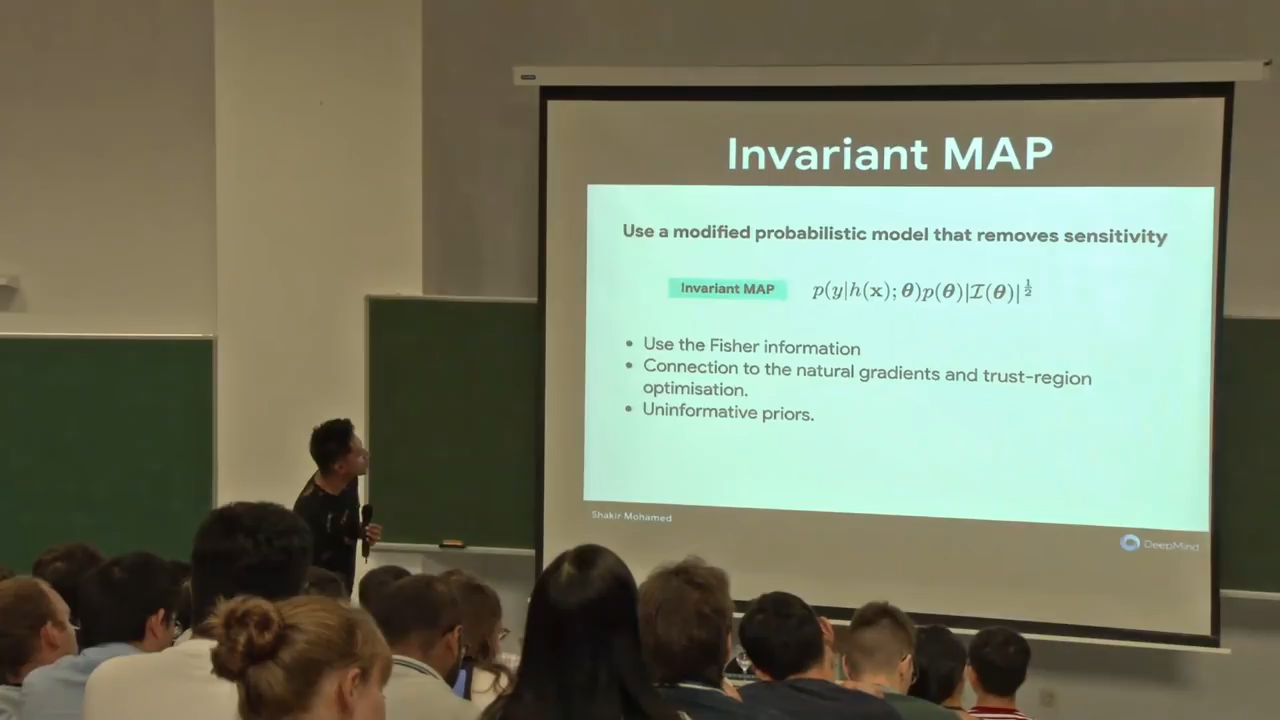 Invariant MAP
Use a modified probabilistic model that removes sensitivity
Invariant MAP p(y|h(x); θ)p(θ)|ℐ(θ)|^{1/2}
• Use the Fisher information
• Connection to the natural gradients and trust-region
optimisation.
• Uninformative priors.
Shakir Mohamed
DeepMind